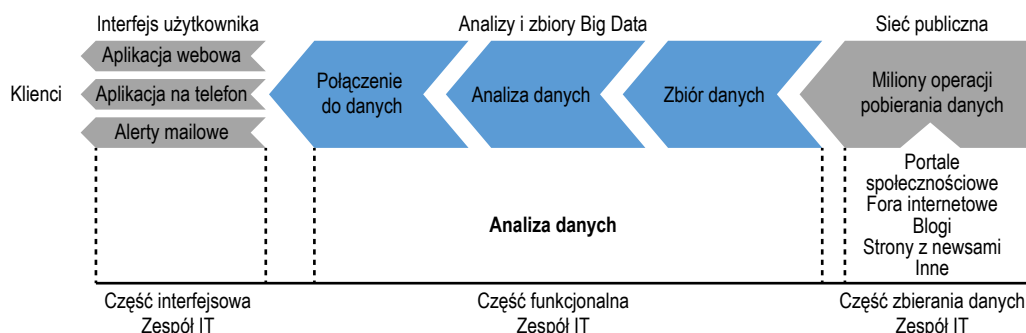 Interfejs użytkownika
Analizy i zbiory Big Data
Sieć publiczna
Klienci
Aplikacja webowa
Aplikacja na telefon
Alerty mailowe
Połączenie
do danych
Analiza danych
Zbiór danych
Miliony operacji
pobierania danych
Portale
społecznościowe
Fora internetowe
Blogi
Strony z newsami
Inne
Analiza danych
Część interfejsowa
Zespół IT
Część funkcjonalna
Zespół IT
Część zbierania danych
Zespół IT